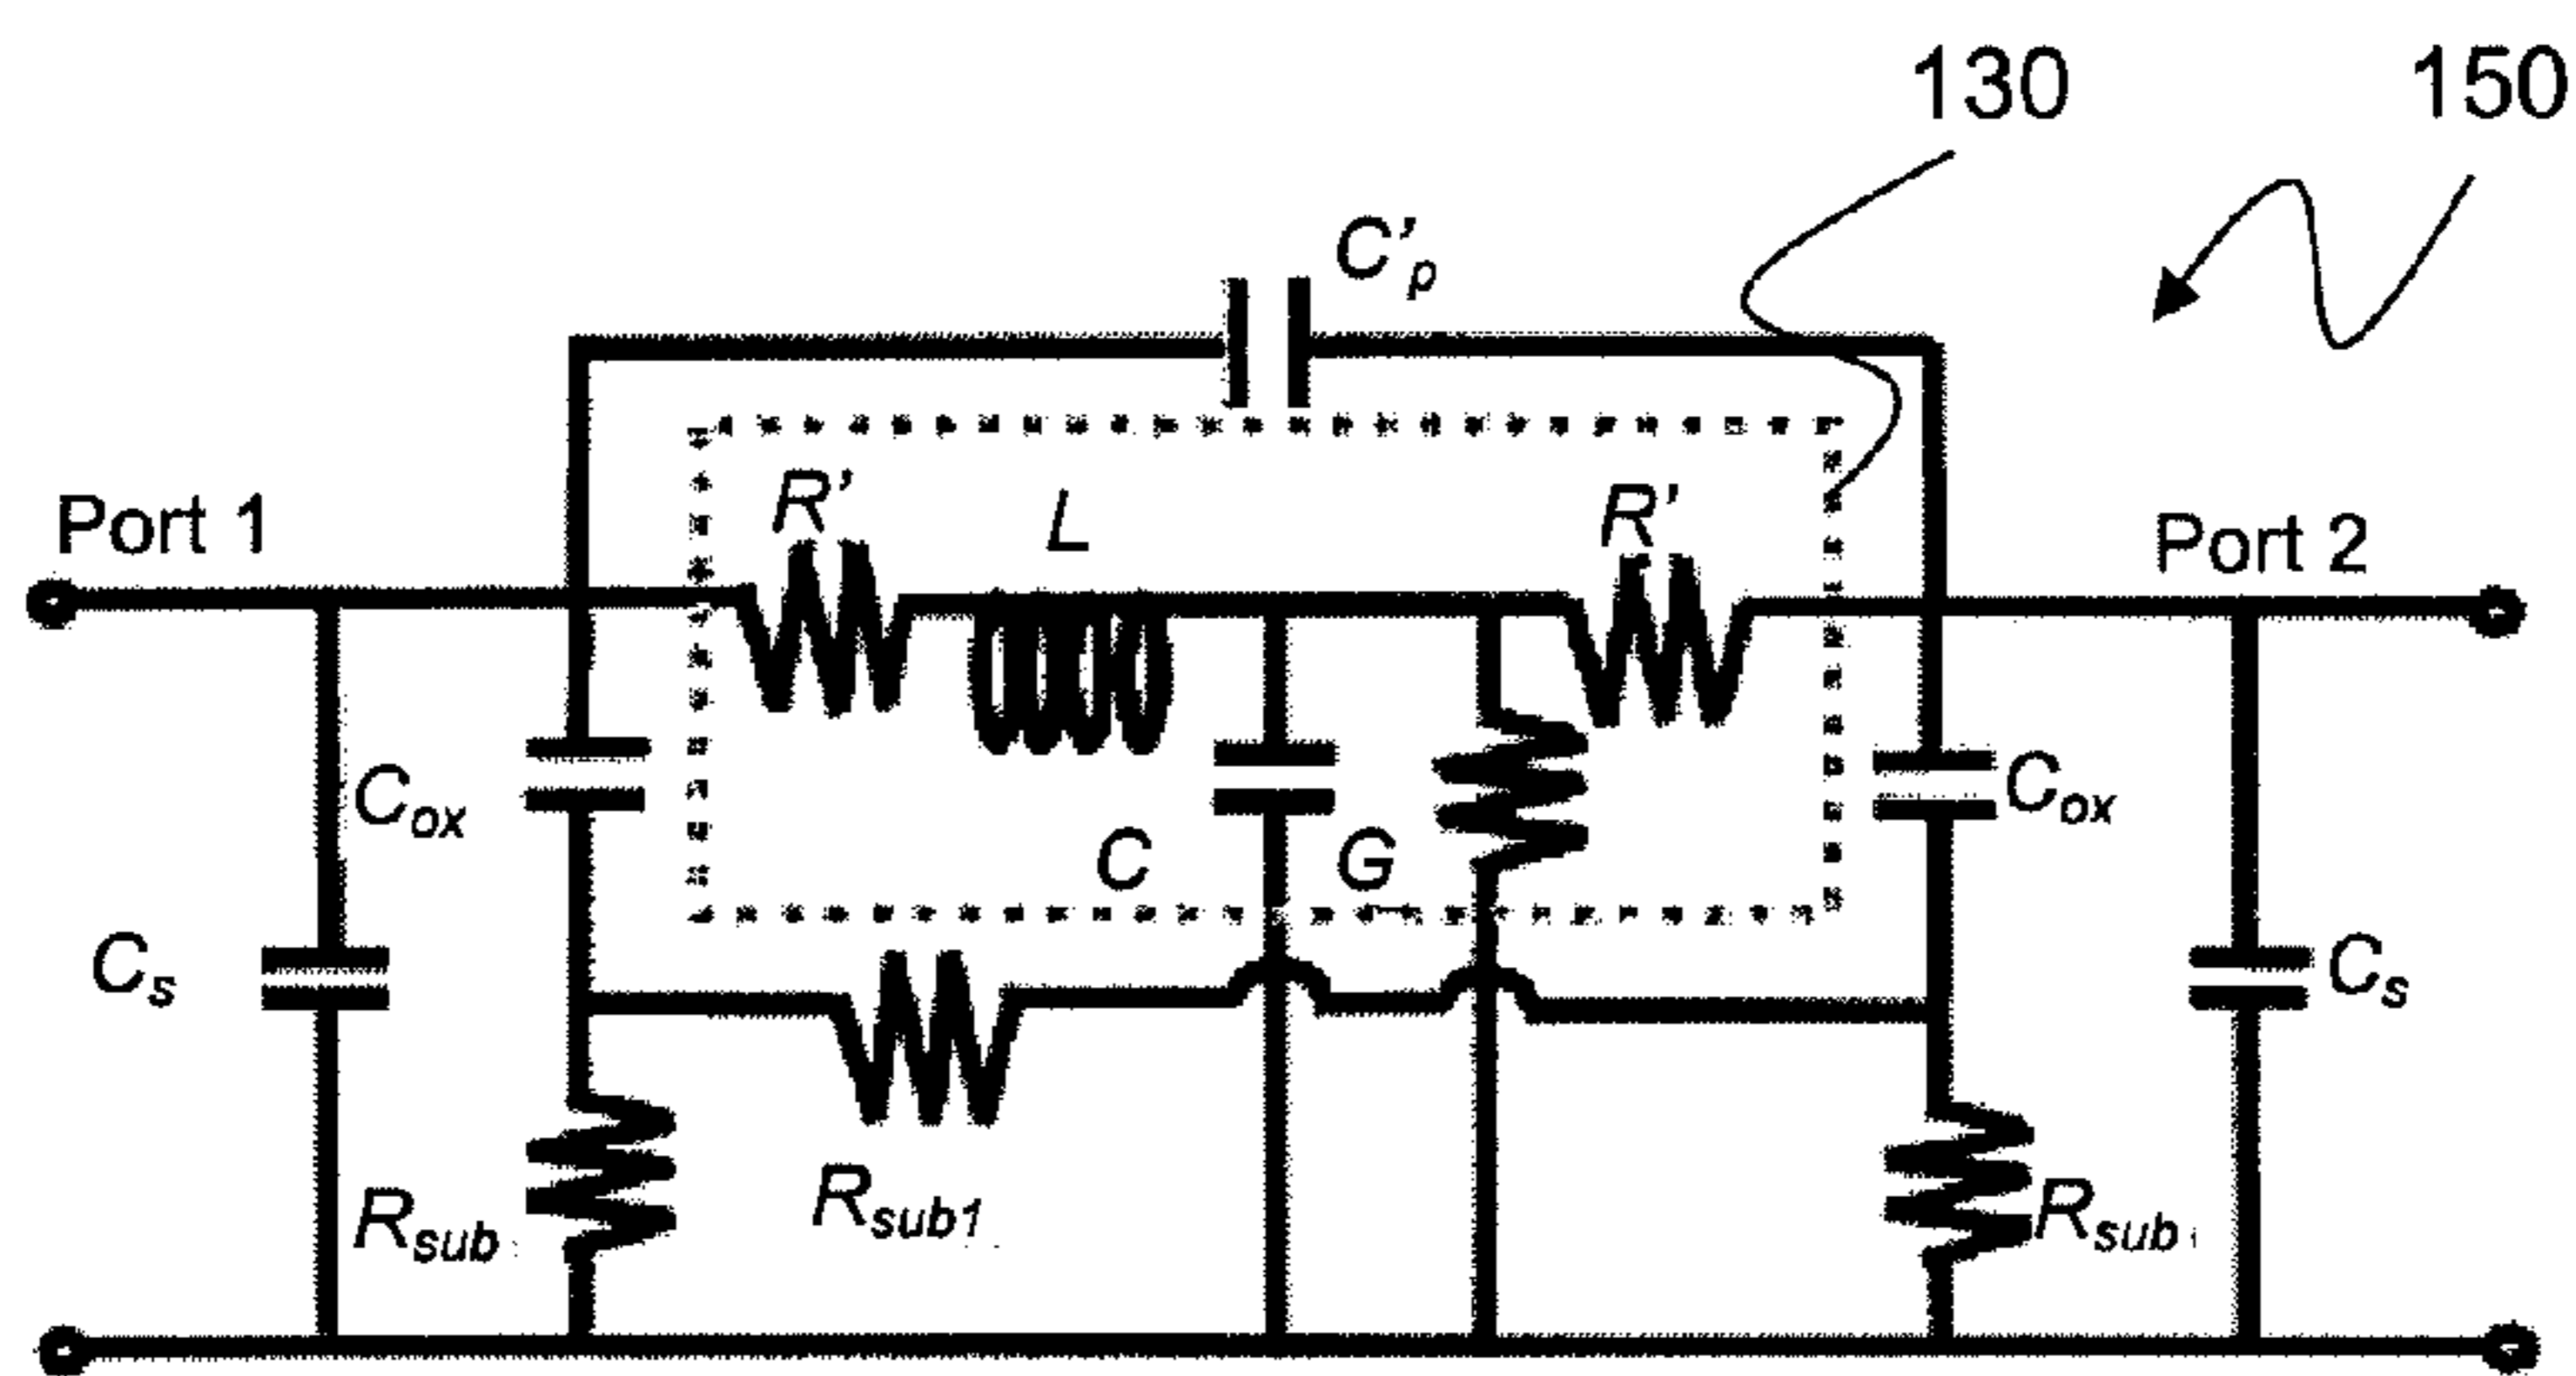 130
150
C'p
Port 1
R'
L
R'
Port 2
Cox
C
G
Cox
Cs
Cs
Rsub
Rsub1
Rsub